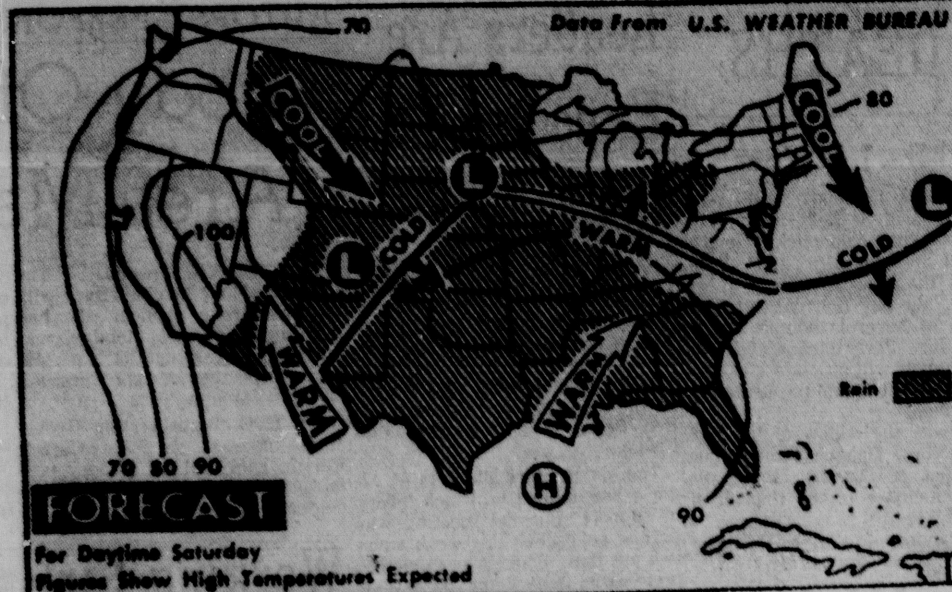 Data From U.S. WEATHER BUREAU
70
COOL
COOL
80
L
L
100
COLD
WARM
L
COLD
WARM
WARM
Rain
70 80 90
H
90
FORECAST
For Daytime Saturday
Figures Show High Temperatures Expected